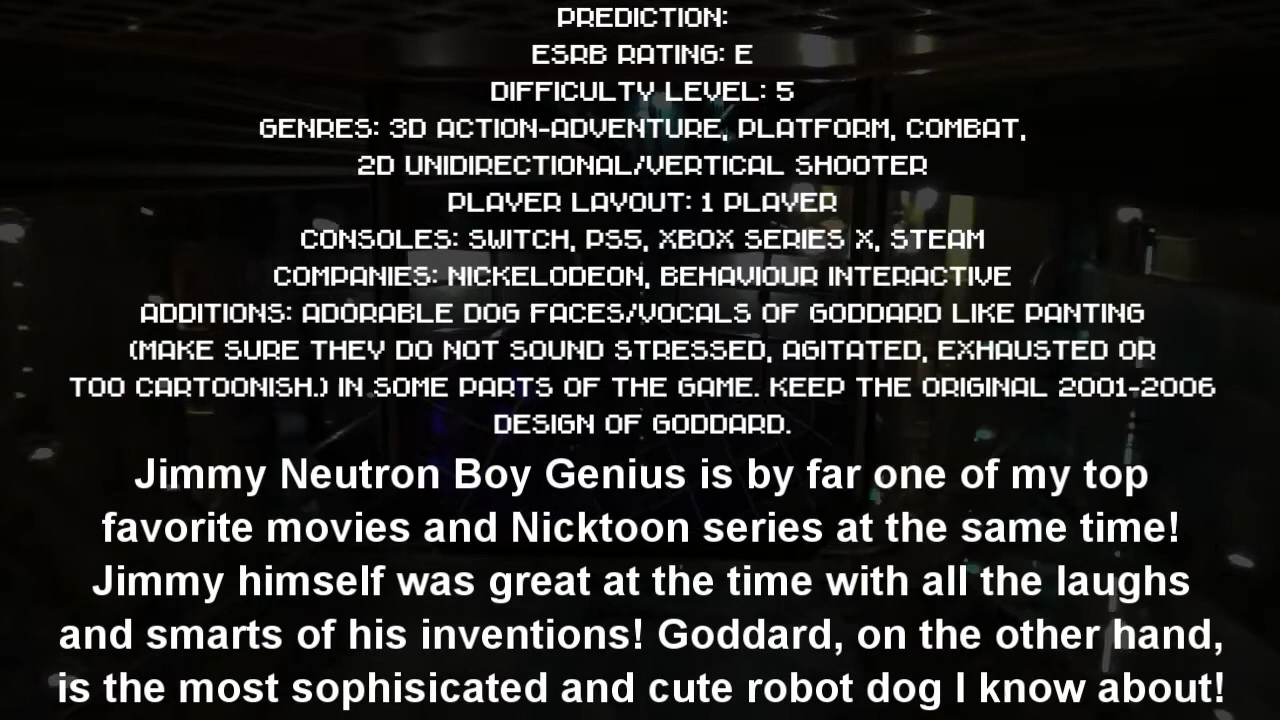 PREDICTION:
ESRB RATING: E
DIFFICULTY LEVEL: 5
GENRES: 3D ACTION-ADVENTURE, PLATFORM, COMBAT,
2D UNIDIRECTIONAL/VERTICAL SHOOTER
PLAYER LAYOUT: 1 PLAYER
CONSOLES: SWITCH, PS5, XBOX SERIES X, STEAM
COMPANIES: NICKELODEON, BEHAVIOUR INTERACTIVE
ADDITIONS: ADORABLE DOG FACES/VOCALS OF GODDARD LIKE PANTING
(MAKE SURE THEY DO NOT SOUND STRESSED, AGITATED, EXHAUSTED OR
TOO CARTOONISH.) IN SOME PARTS OF THE GAME. KEEP THE ORIGINAL 2001-2006
DESIGN OF GODDARD.
Jimmy Neutron Boy Genius is by far one of my top
favorite movies and Nicktoon series at the same time!
Jimmy himself was great at the time with all the laughs
and smarts of his inventions! Goddard, on the other hand,
is the most sophisicated and cute robot dog I know about!